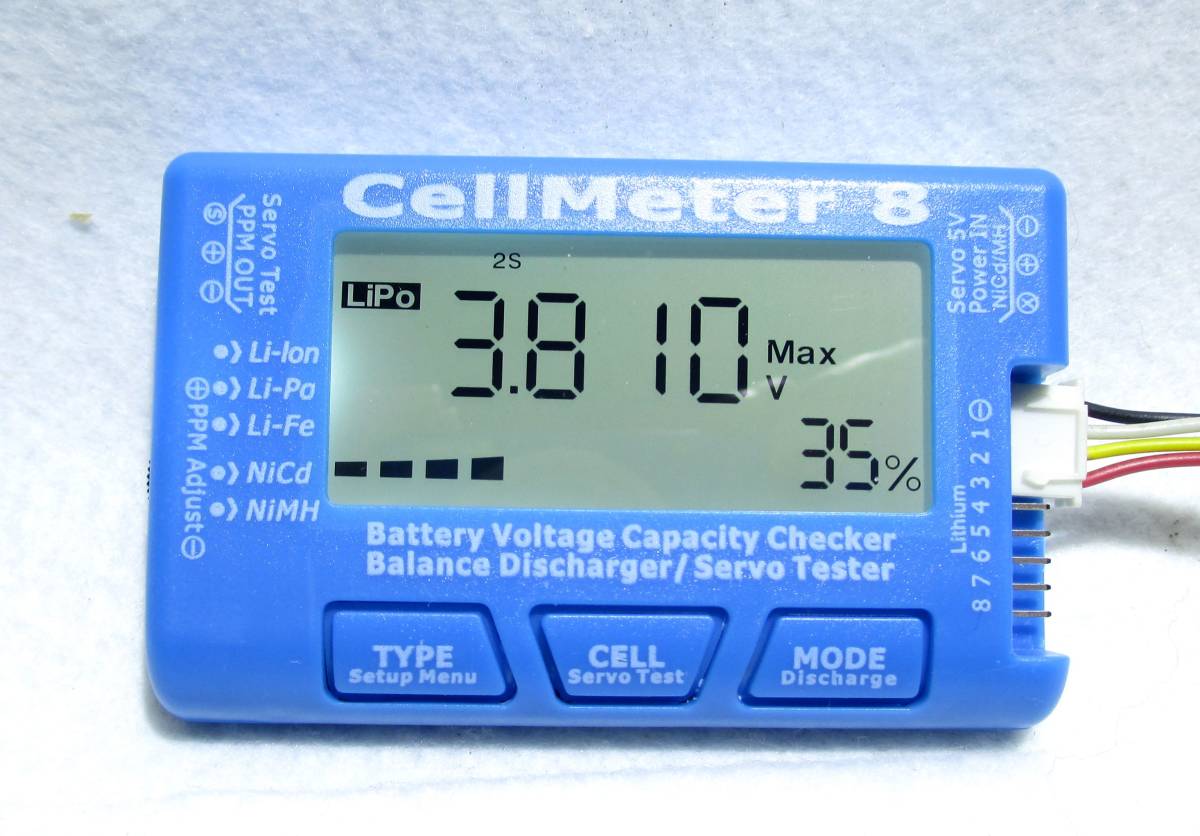 CellMeter 8
Servo Test
PPM OUT
Ⓢ ⊕ ⊖
Servo 5V
Power IN
NiCd/MH
⊖ ⊕ ⊗
2S
LiPo
3.810
Max
V
35%
Li-Ion
Li-Po
Li-Fe
NiCd
NiMH
⊕PPM Adjust⊖
Lithium
8 7 6 5 4 3 2 1⊖
Battery Voltage Capacity Checker
Balance Discharger/Servo Tester
TYPE
Setup Menu
CELL
Servo Test
MODE
Discharge